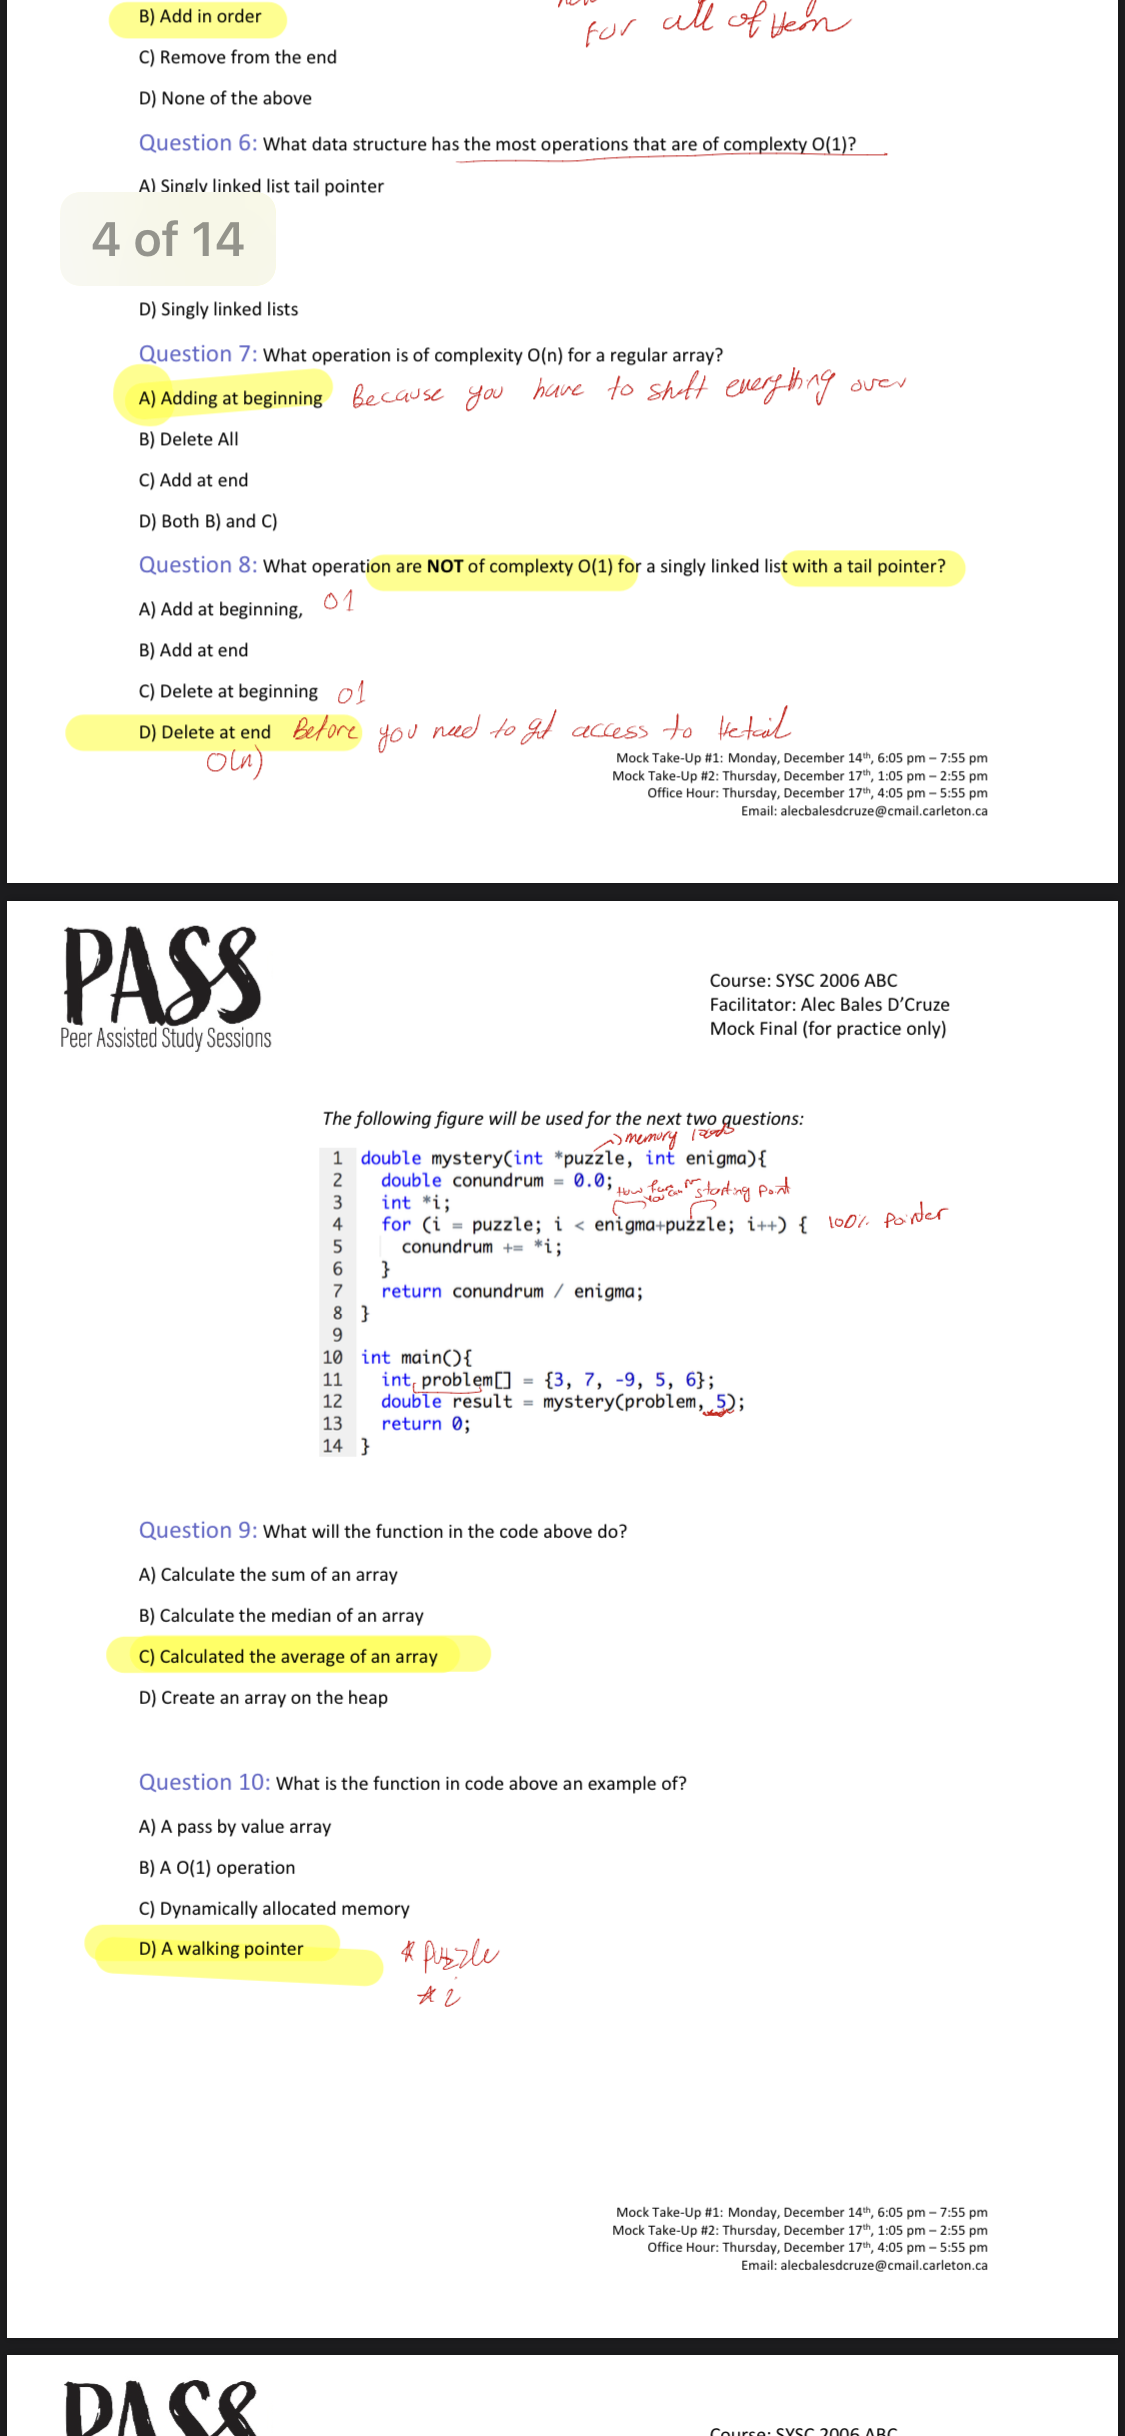 B) Add in order
for all of them
C) Remove from the end
D) None of the above
Question 6: What data structure has the most operations that are of complexty O(1)?
A) Singly linked list tail pointer
4 of 14
D) Singly linked lists
Question 7: What operation is of complexity O(n) for a regular array?
A) Adding at beginning Because you have to shift everything over
B) Delete All
C) Add at end
D) Both B) and C)
Question 8: What operation are NOT of complexty O(1) for a singly linked list with a tail pointer?
A) Add at beginning, O1
B) Add at end
C) Delete at beginning O1
D) Delete at end Before you need to get access to
O(n)
Mock Take-Up #1: Monday, December 14th, 6:05 pm – 7:55 pm
Mock Take-Up #2: Thursday, December 17th, 1:05 pm – 2:55 pm
Office Hour: Thursday, December 17th, 4:05 pm – 5:55 pm
Email: alecbalesdcruze@cmail.carleton.ca
PASS
Peer Assisted Study Sessions
Course: SYSC 2006 ABC
Facilitator: Alec Bales D'Cruze
Mock Final (for practice only)
The following figure will be used for the next two questions:
memory
1 double mystery(int *puzzle, int enigma){
2 double conundrum = 0.0;
How far you can starting point
3 int *i;
4 for (i = puzzle; i < enigma+puzzle; i++) { 100% Pointer
5 conundrum += *i;
6 }
7 return conundrum / enigma;
8 }
9
10 int main(){
11 int problem[] = {3, 7, -9, 5, 6};
12 double result = mystery(problem, 5);
13 return 0;
14 }
Question 9: What will the function in the code above do?
A) Calculate the sum of an array
B) Calculate the median of an array
C) Calculated the average of an array
D) Create an array on the heap
Question 10: What is the function in code above an example of?
A) A pass by value array
B) A O(1) operation
C) Dynamically allocated memory
D) A walking pointer * puzzle
* i
Mock Take-Up #1: Monday, December 14th, 6:05 pm – 7:55 pm
Mock Take-Up #2: Thursday, December 17th, 1:05 pm – 2:55 pm
Office Hour: Thursday, December 17th, 4:05 pm – 5:55 pm
Email: alecbalesdcruze@cmail.carleton.ca
PASS
Course: SYSC 2006 ABC